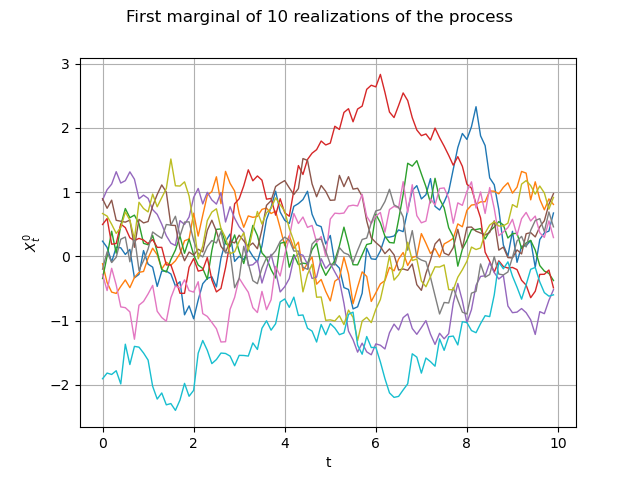 First marginal of 10 realizations of the process
3
2
1
0
−1
−2
X_t^0
0 2 4 6 8 10
t